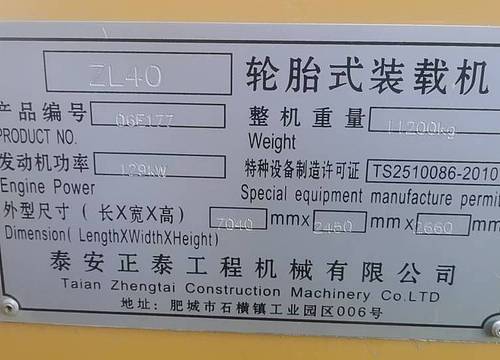 ZL40 轮胎式装载机
产品编号 06E177 整机重量 11200kg
PRODUCT NO. Weight
发动机功率 129kW 特种设备制造许可证 TS2510086-2010
Engine Power Special equipment manufacture permit
外型尺寸 (长X宽X高) 7040 mmx 2450 mmx 2660 mm
Dimension( LengthXWidthXHeight)
泰安正泰工程机械有限公司
Taian Zhengtai Construction Machinery Co.LTD
地址: 肥城市石横镇工业园区006号